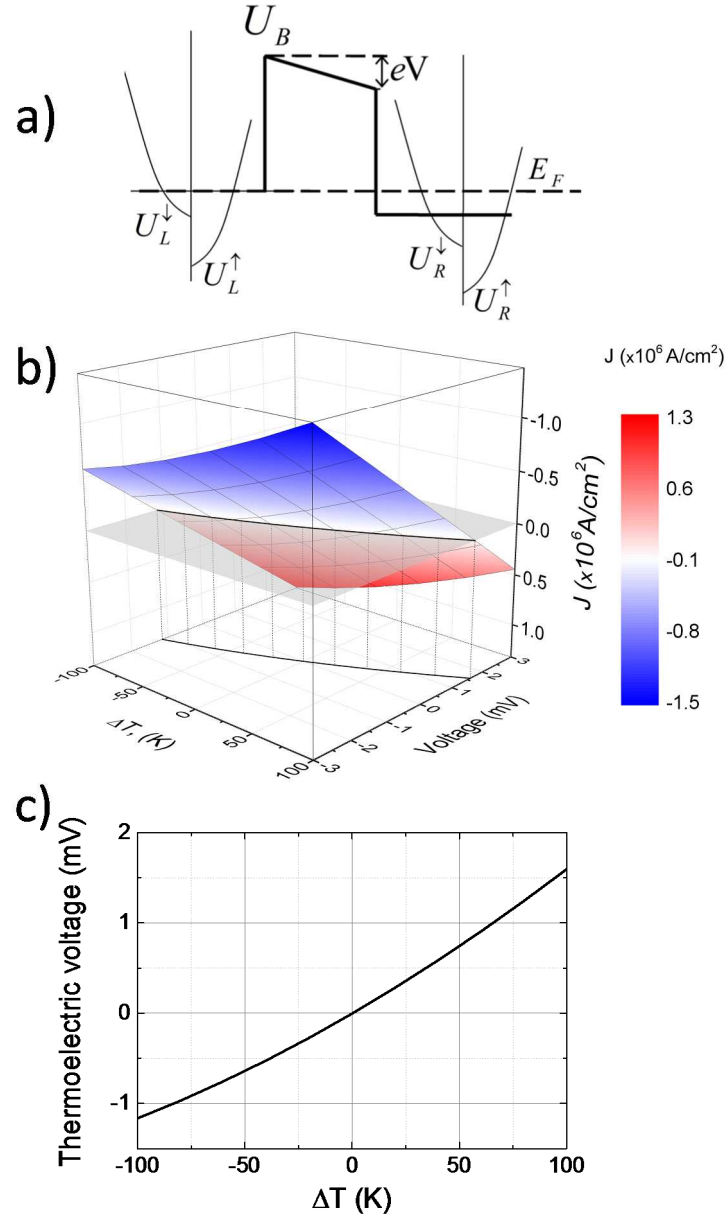 a)
U_B
eV
E_F
U_L^↓
U_L^↑
U_R^↓
U_R^↑
b)
J (x10^6 A/cm^2)
1.3
0.6
-0.1
-0.8
-1.5
-1.0
-0.5
0.0
0.5
1.0
J (x10^6 A/cm^2)
-100
-50
0
50
100
ΔT, (K)
-3
-2
-1
0
1
2
3
Voltage (mV)
c)
Thermoelectric voltage (mV)
2
1
0
-1
-100
-50
0
50
100
ΔT (K)